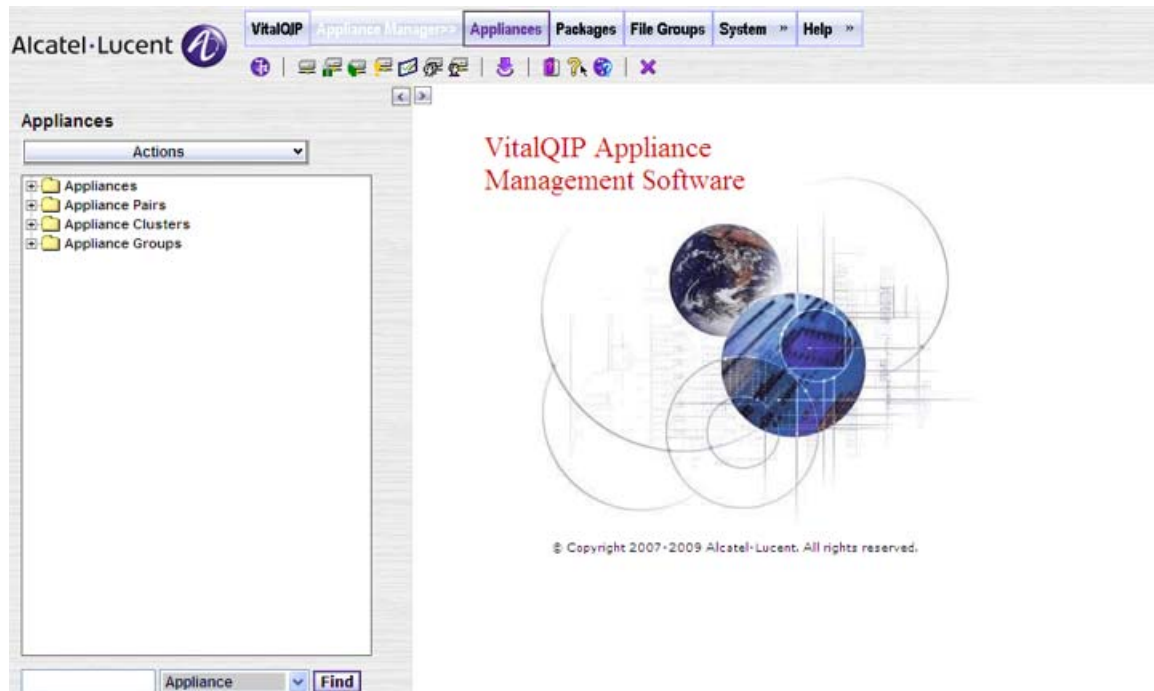 Alcatel·Lucent
VitalQIP Appliance Manager>> Appliances Packages File Groups System » Help »
< >
Appliances
Actions
Appliances
Appliance Pairs
Appliance Clusters
Appliance Groups
VitalQIP Appliance
Management Software
© Copyright 2007-2009 Alcatel-Lucent. All rights reserved.
Appliance Find